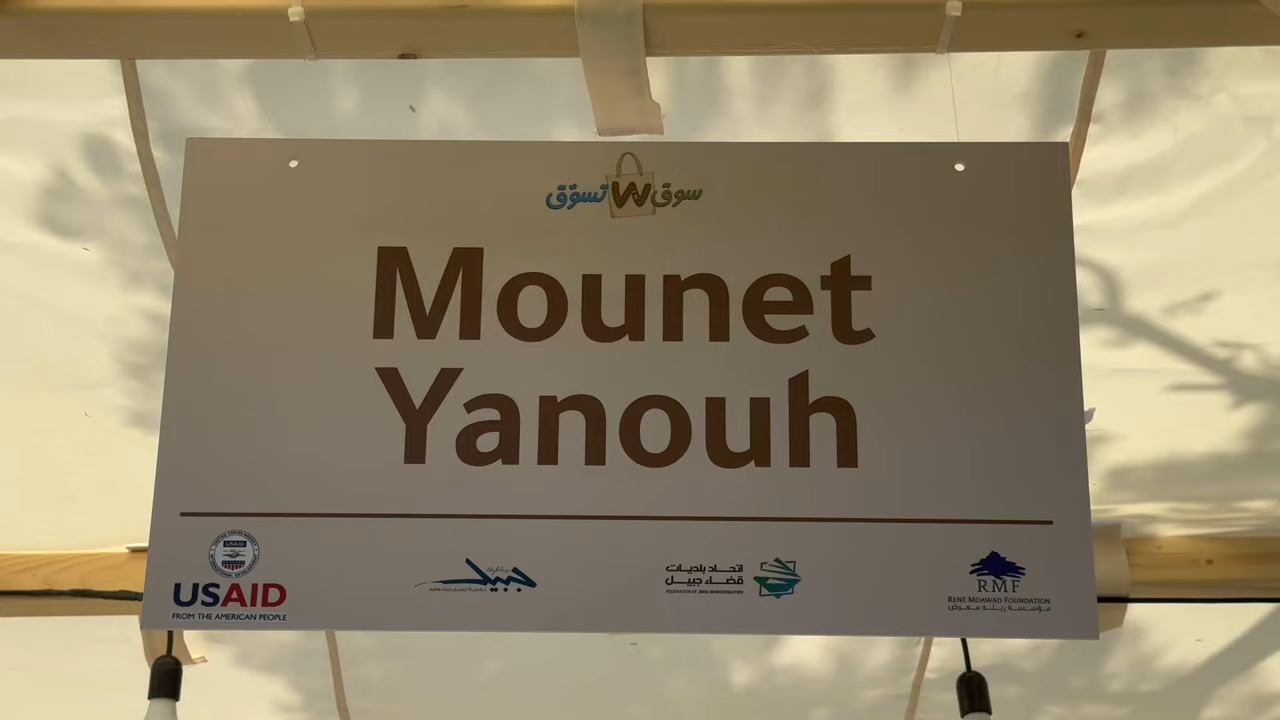 سوق W تسوّق
Mounet
Yanouh
USAID
FROM THE AMERICAN PEOPLE
جبيل
اتحاد بلديات
قضاء جبيل
FEDERATION OF JBEIL MUNICIPALITIES
RMF
RENÉ MOAWAD FOUNDATION
مؤسسة رينه معوض